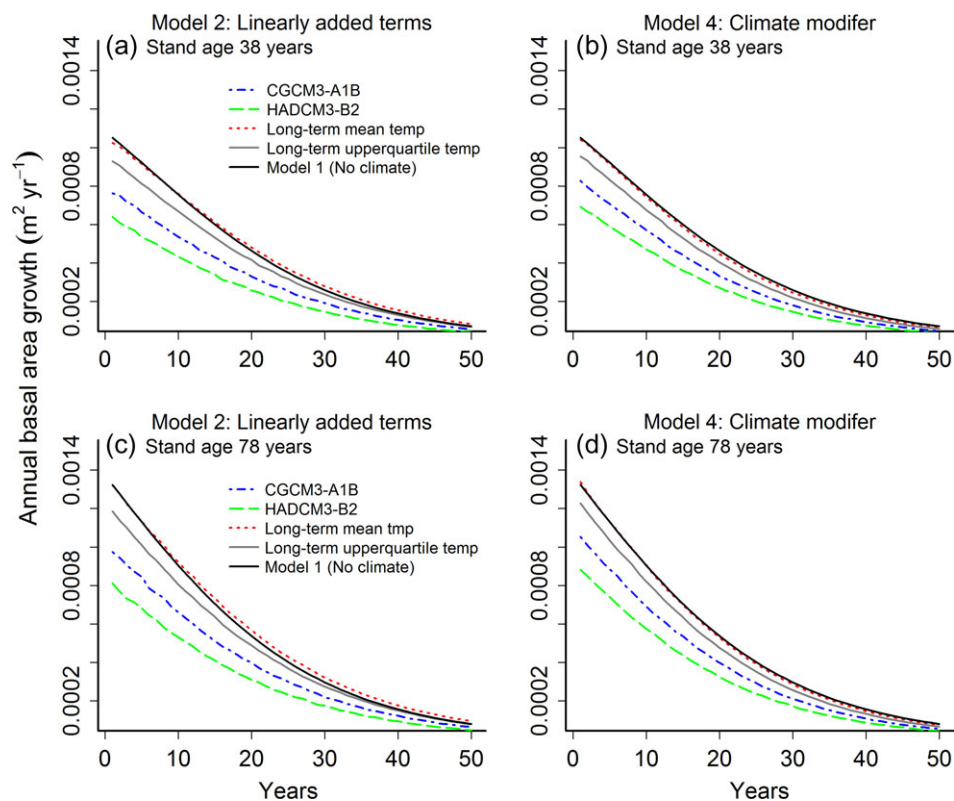 Model 2: Linearly added terms
(a) Stand age 38 years
0.0014
0.0008
0.0002
CGCM3-A1B
HADCM3-B2
Long-term mean temp
Long-term upperquartile temp
Model 1 (No climate)
0 10 20 30 40 50
Model 4: Climate modifer
(b) Stand age 38 years
0.0014
0.0008
0.0002
0 10 20 30 40 50
Annual basal area growth (m² yr⁻¹)
Model 2: Linearly added terms
(c) Stand age 78 years
0.0014
0.0008
0.0002
CGCM3-A1B
HADCM3-B2
Long-term mean tmp
Long-term upperquartile temp
Model 1 (No climate)
0 10 20 30 40 50
Years
Model 4: Climate modifer
(d) Stand age 78 years
0.0014
0.0008
0.0002
0 10 20 30 40 50
Years